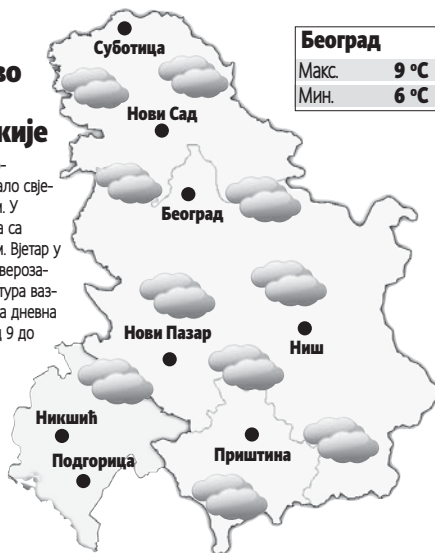 во
кије
ало свје-
У
са
Вјетар у
тура ваз-
дневна
9 до
Суботица
Нови Сад
Београд
Нови Пазар
Ниш
Никшић
Подгорица
Приштина
Београд
Макс. 9 °C
Мин. 6 °C